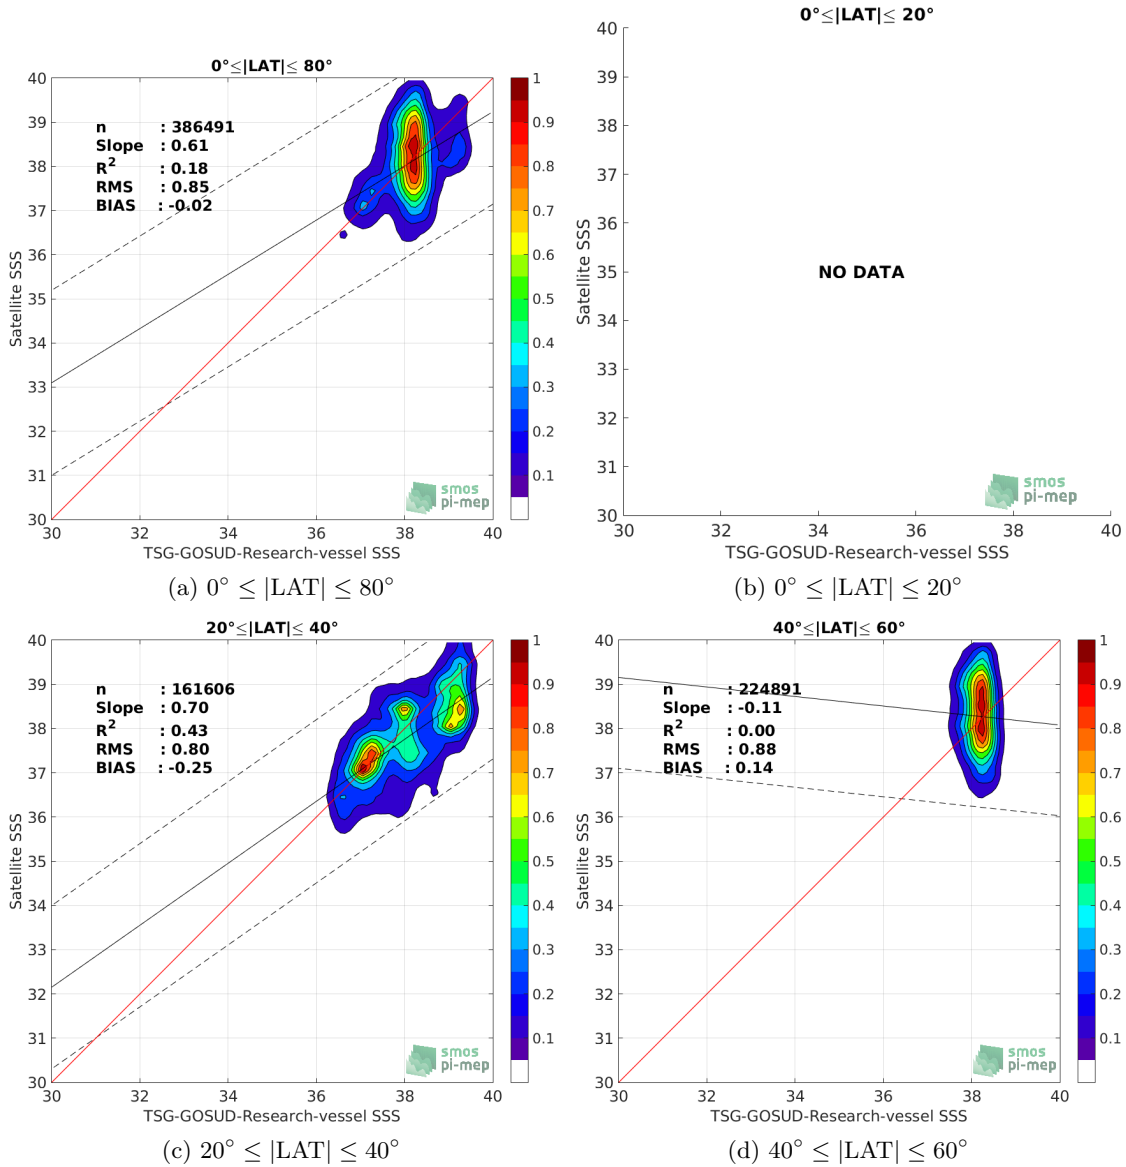 0°≤|LAT|≤ 80°
40
39
38
37
36
35
34
33
32
31
30
Satellite SSS
n : 386491
Slope : 0.61
R² : 0.18
RMS : 0.85
BIAS : -0.02
1
0.9
0.8
0.7
0.6
0.5
0.4
0.3
0.2
0.1
smos
pi-mep
30 32 34 36 38 40
TSG-GOSUD-Research-vessel SSS
(a) 0° ≤ |LAT| ≤ 80°
0°≤|LAT|≤ 20°
40
39
38
37
36
35
34
33
32
31
30
Satellite SSS
NO DATA
smos
pi-mep
30 32 34 36 38 40
TSG-GOSUD-Research-vessel SSS
(b) 0° ≤ |LAT| ≤ 20°
20°≤|LAT|≤ 40°
40
39
38
37
36
35
34
33
32
31
30
Satellite SSS
n : 161606
Slope : 0.70
R² : 0.43
RMS : 0.80
BIAS : -0.25
1
0.9
0.8
0.7
0.6
0.5
0.4
0.3
0.2
0.1
smos
pi-mep
30 32 34 36 38 40
TSG-GOSUD-Research-vessel SSS
(c) 20° ≤ |LAT| ≤ 40°
40°≤|LAT|≤ 60°
40
39
38
37
36
35
34
33
32
31
30
Satellite SSS
n : 224891
Slope : -0.11
R² : 0.00
RMS : 0.88
BIAS : 0.14
1
0.9
0.8
0.7
0.6
0.5
0.4
0.3
0.2
0.1
smos
pi-mep
30 32 34 36 38 40
TSG-GOSUD-Research-vessel SSS
(d) 40° ≤ |LAT| ≤ 60°